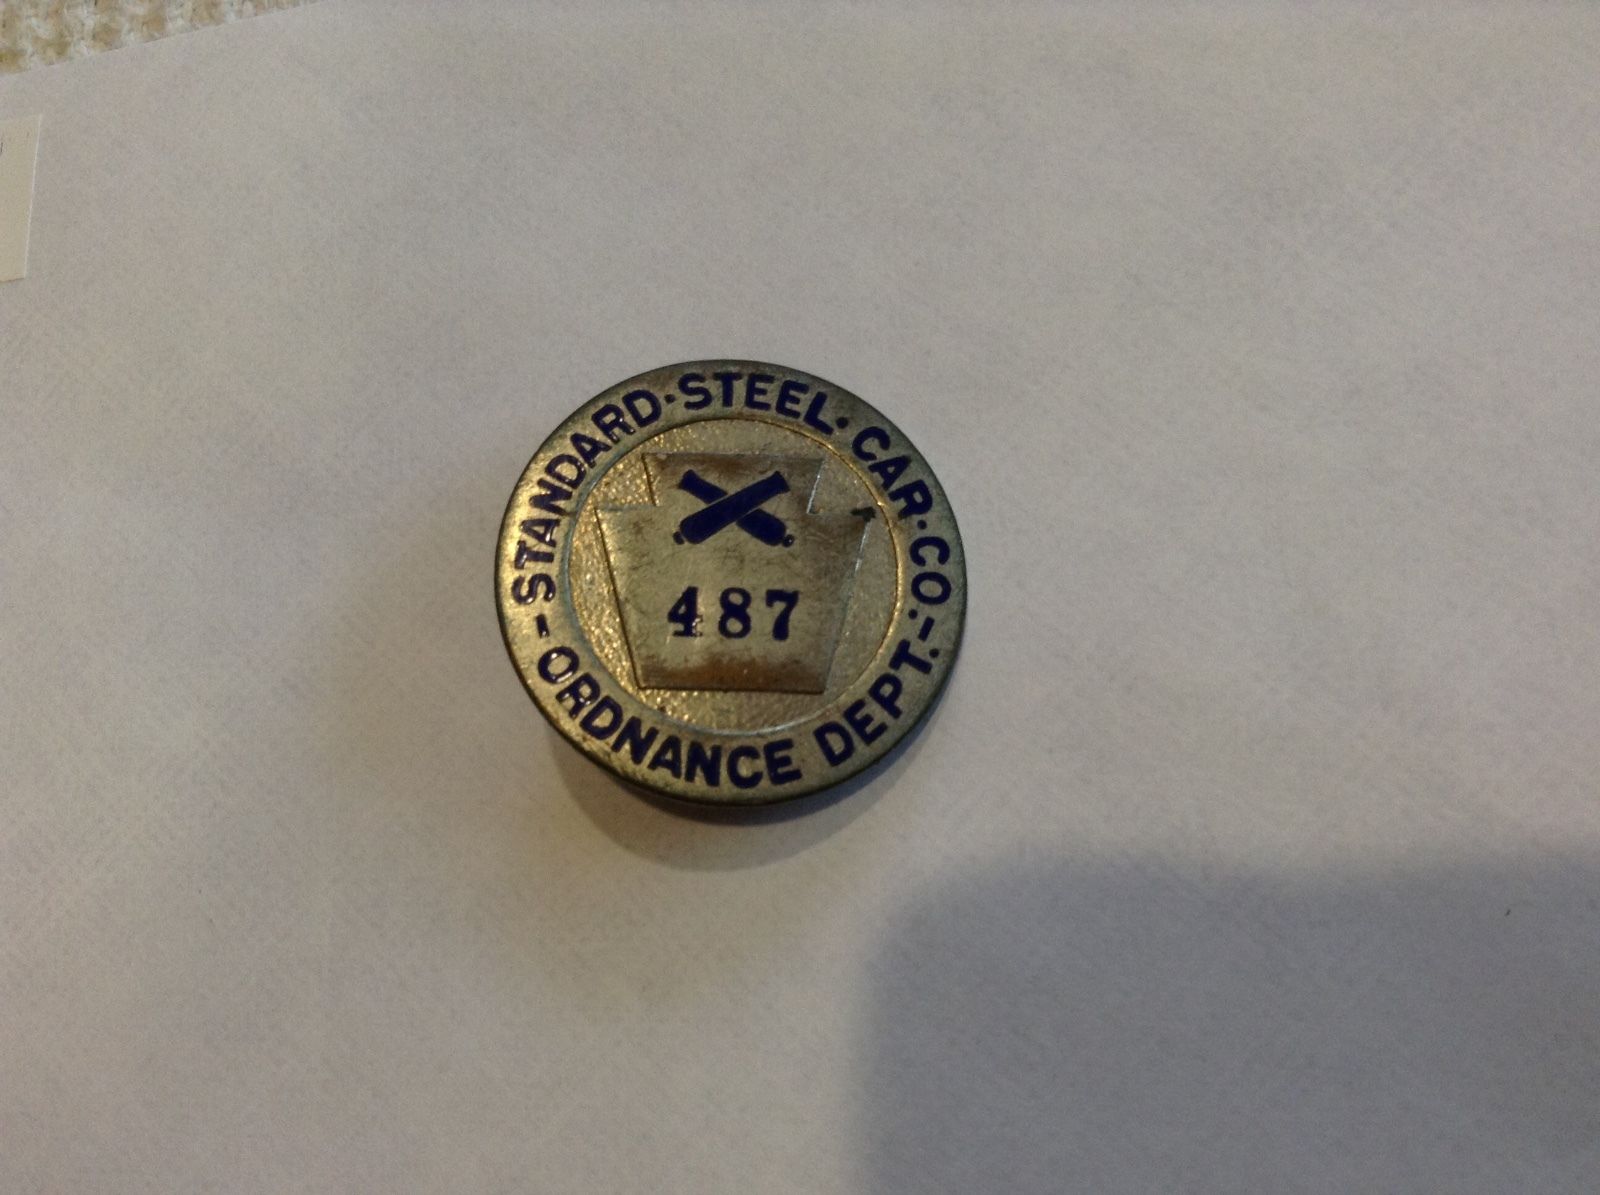 STANDARD·STEEL·CAR·CO.
487
-ORDNANCE DEPT.-